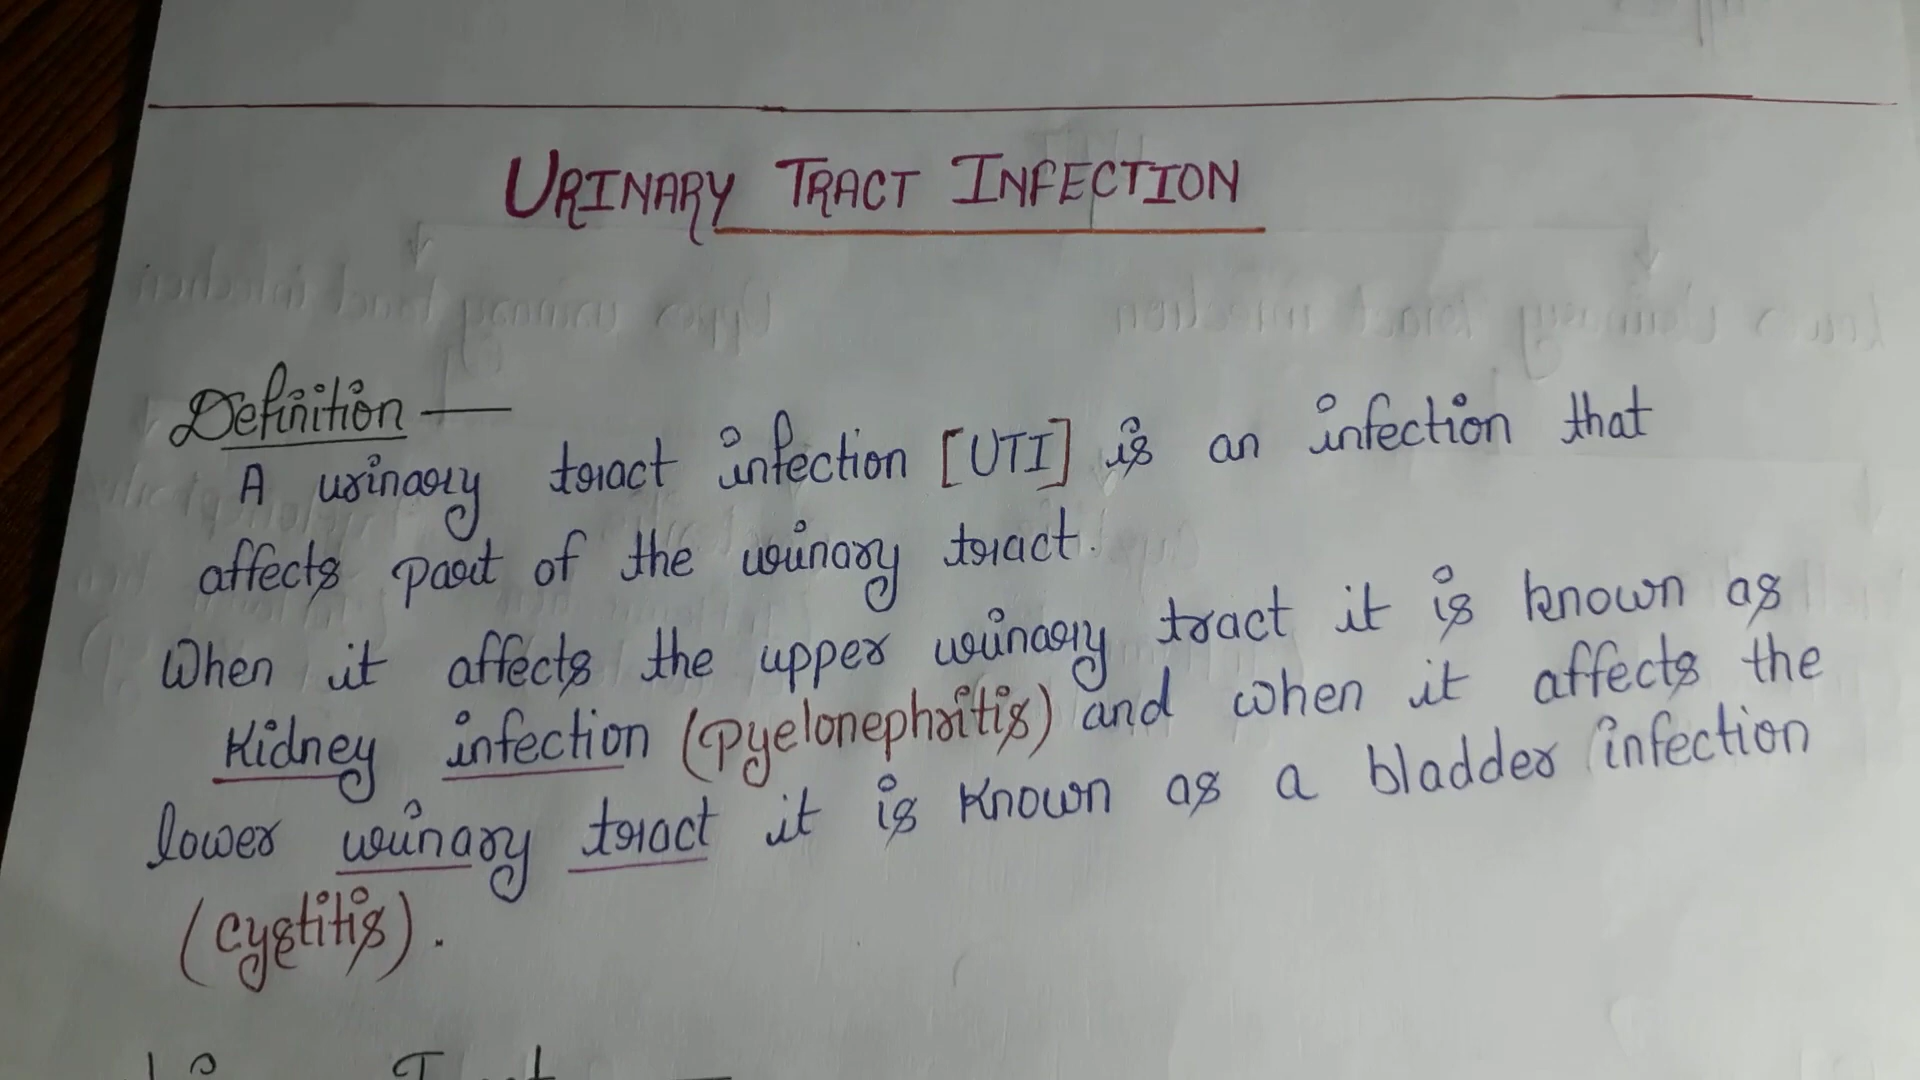 URINARY TRACT INFECTION
Definition —
A urinary tract infection [UTI] is an infection that
affects part of the urinary tract.
When it affects the upper urinary tract it is known as
Kidney infection (Pyelonephritis) and when it affects the
lower urinary tract it is known as a bladder infection
(Cystitis).